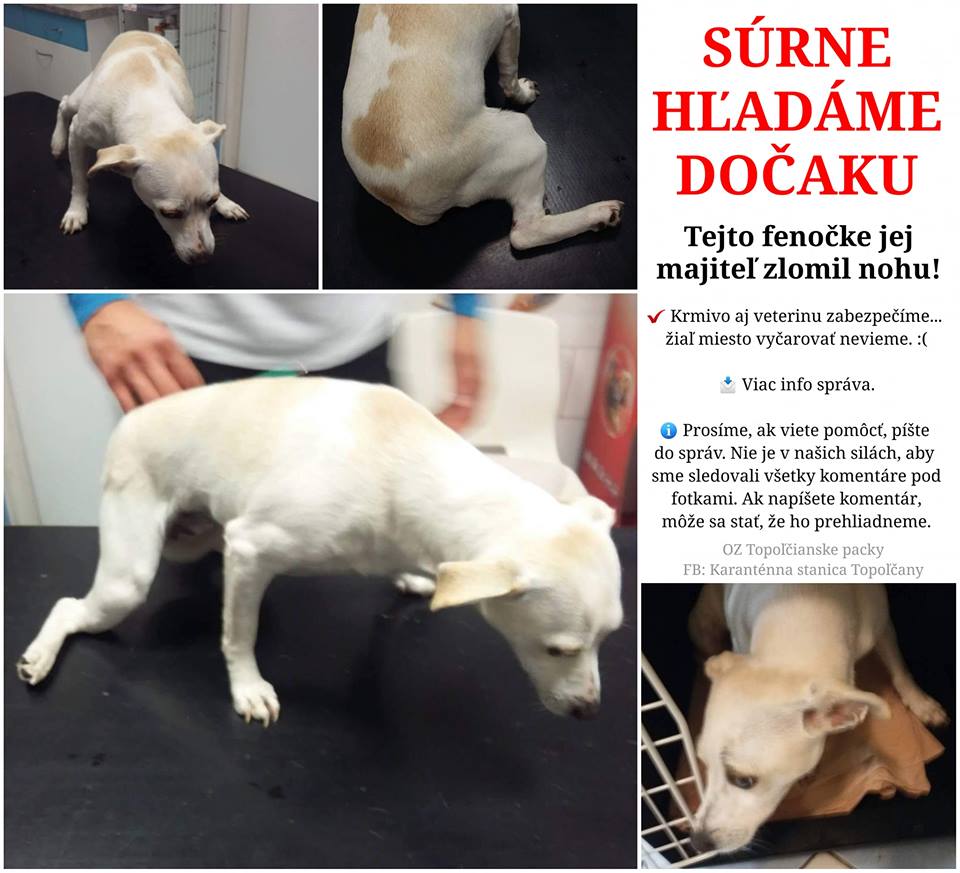 SÚRNE
HĽADÁME
DOČAKU
Tejto fenočke jej
majiteľ zlomil nohu!
Krmivo aj veterinu zabezpečíme...
žiaľ miesto vyčarovať nevieme. :(
Viac info správa.
Prosíme, ak viete pomôcť, píšte
do správ. Nie je v našich silách, aby
sme sledovali všetky komentáre pod
fotkami. Ak napíšete komentár,
môže sa stať, že ho prehliadneme.
OZ Topoľčianske packy
FB: Karanténna stanica Topoľčany